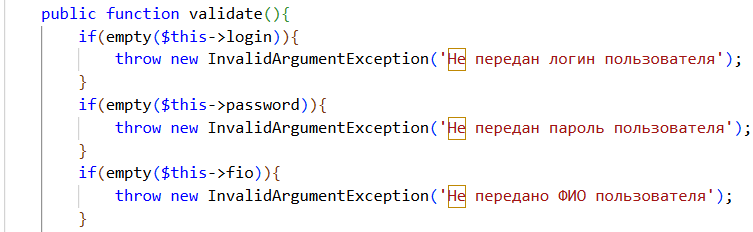 public function validate(){
if(empty($this->login)){
throw new InvalidArgumentException('Не передан логин пользователя');
}
if(empty($this->password)){
throw new InvalidArgumentException('Не передан пароль пользователя');
}
if(empty($this->fio)){
throw new InvalidArgumentException('Не передано ФИО пользователя');
}